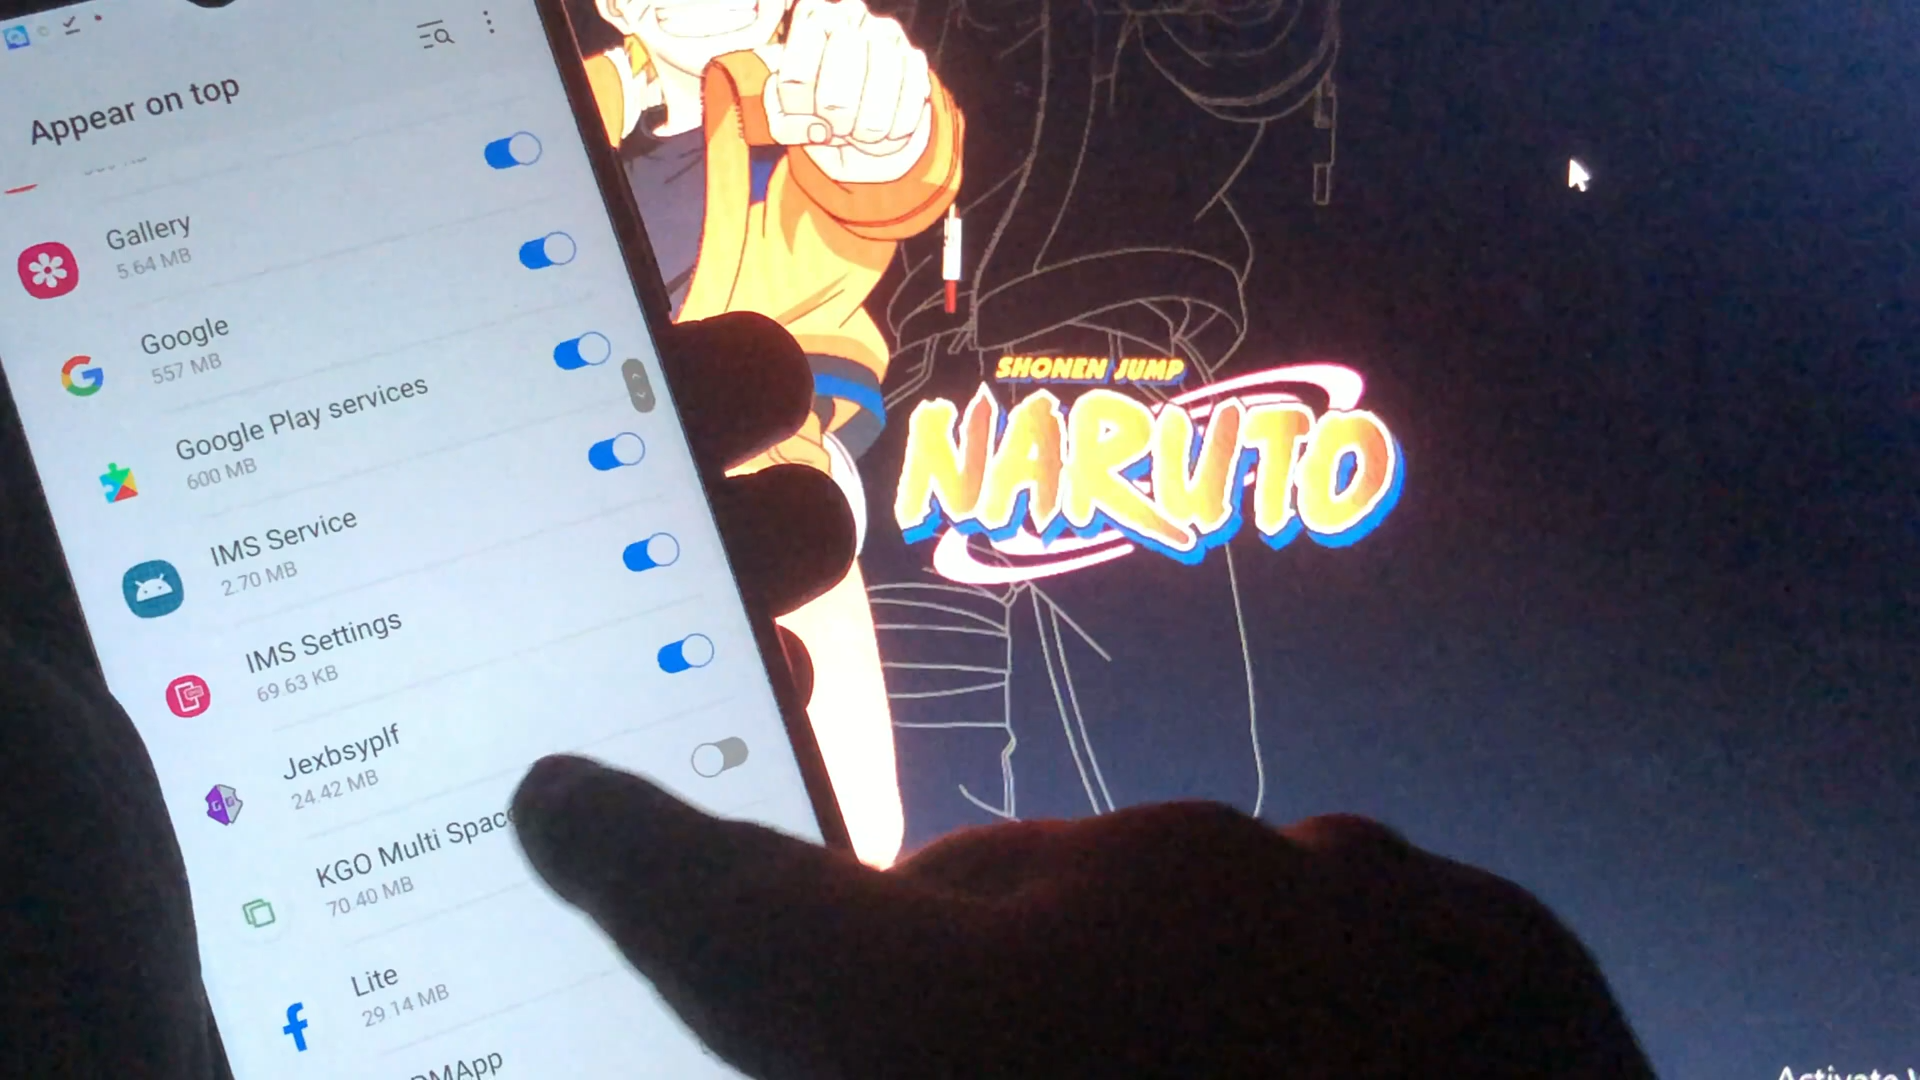 Appear on top
Gallery
5.64 MB
Google
557 MB
Google Play services
600 MB
IMS Service
2.70 MB
IMS Settings
69.63 KB
Jexbsyplf
24.42 MB
KGO Multi Space
70.40 MB
Lite
29.14 MB
SHONEN JUMP
NARUTO